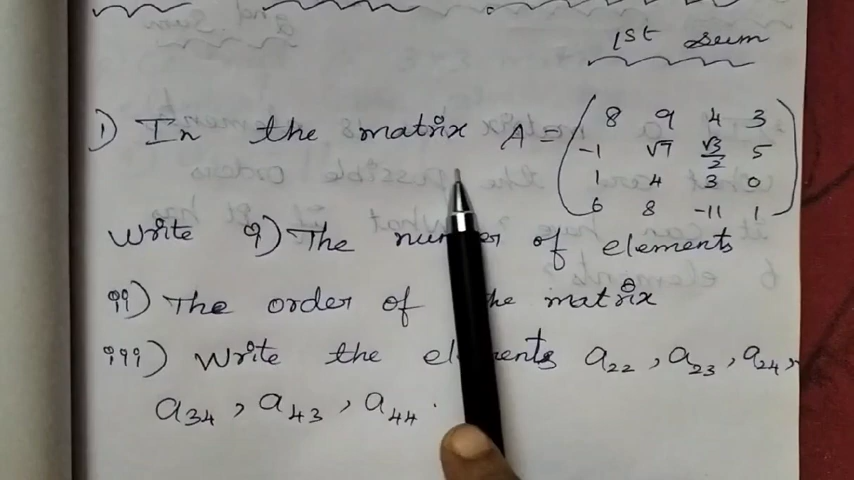 1st Sum
1) In the matrix A = ( 8 9 4 3
-1 √7 √3/2 5
1 4 3 0
6 8 -11 1 )
Write i) The number of elements
ii) The order of the matrix
iii) Write the elements a22, a23, a24,
a34, a43, a44.